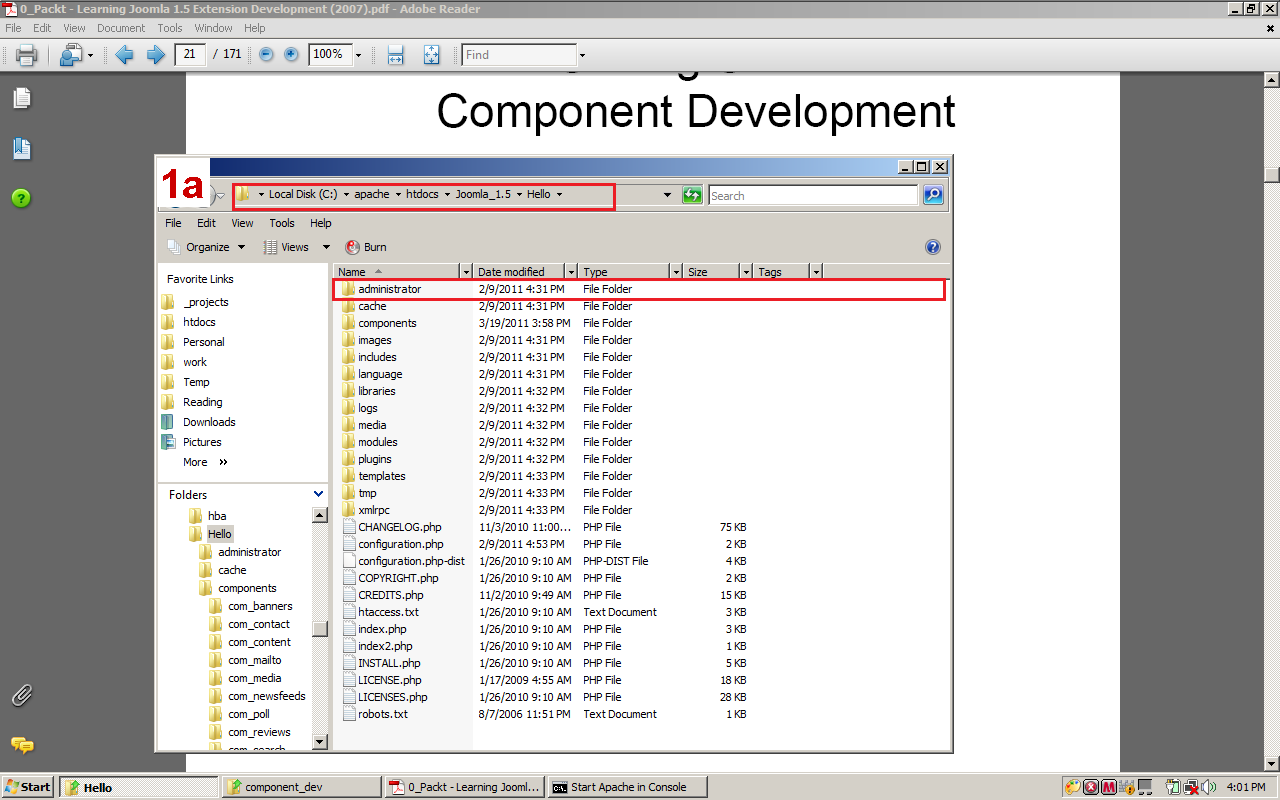 0_Packt - Learning Joomla 1.5 Extension Development (2007).pdf - Adobe Reader
File Edit View Document Tools Window Help
21 / 171 100% Find
Component Development
1a
Local Disk (C:) apache htdocs Joomla_1.5 Hello Search
File Edit View Tools Help
Organize Views Burn
Favorite Links
_projects
htdocs
Personal
work
Temp
Reading
Downloads
Pictures
More »
Folders
hba
Hello
administrator
cache
components
com_banners
com_contact
com_content
com_mailto
com_media
com_newsfeeds
com_poll
com_reviews
com_search
Name Date modified Type Size Tags
administrator 2/9/2011 4:31 PM File Folder
cache 2/9/2011 4:31 PM File Folder
components 3/19/2011 3:58 PM File Folder
images 2/9/2011 4:31 PM File Folder
includes 2/9/2011 4:31 PM File Folder
language 2/9/2011 4:31 PM File Folder
libraries 2/9/2011 4:32 PM File Folder
logs 2/9/2011 4:32 PM File Folder
media 2/9/2011 4:32 PM File Folder
modules 2/9/2011 4:32 PM File Folder
plugins 2/9/2011 4:32 PM File Folder
templates 2/9/2011 4:33 PM File Folder
tmp 2/9/2011 4:33 PM File Folder
xmlrpc 2/9/2011 4:33 PM File Folder
CHANGELOG.php 11/3/2010 11:00... PHP File 75 KB
configuration.php 2/9/2011 4:53 PM PHP File 2 KB
configuration.php-dist 1/26/2010 9:10 AM PHP-DIST File 4 KB
COPYRIGHT.php 1/26/2010 9:10 AM PHP File 2 KB
CREDITS.php 11/2/2010 9:49 AM PHP File 15 KB
htaccess.txt 1/26/2010 9:10 AM Text Document 3 KB
index.php 1/26/2010 9:10 AM PHP File 3 KB
index2.php 1/26/2010 9:10 AM PHP File 1 KB
INSTALL.php 1/26/2010 9:10 AM PHP File 5 KB
LICENSE.php 1/17/2009 4:55 AM PHP File 18 KB
LICENSES.php 1/26/2010 9:10 AM PHP File 28 KB
robots.txt 8/7/2006 11:51 PM Text Document 1 KB
Start Hello component_dev 0_Packt - Learning Jooml... Start Apache in Console 4:01 PM